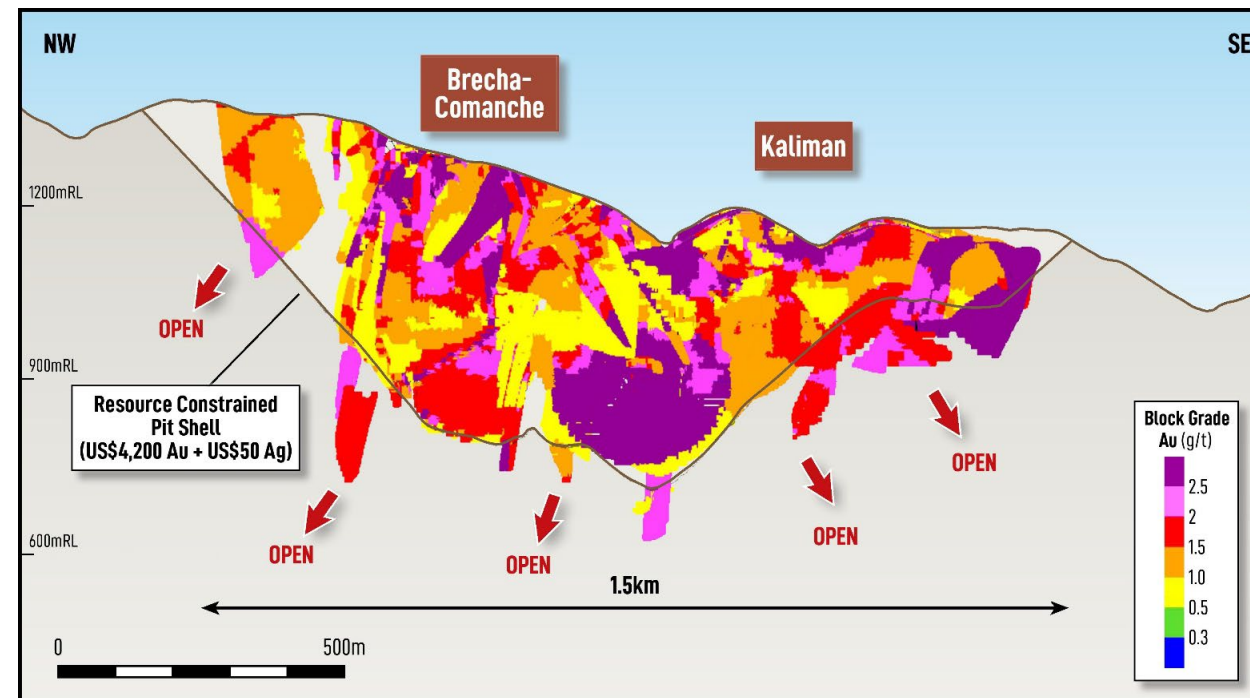 NW
SE
Brecha-
Comanche
Kaliman
1200mRL
900mRL
600mRL
OPEN
OPEN
OPEN
OPEN
OPEN
Resource Constrained
Pit Shell
(US$4,200 Au + US$50 Ag)
1.5km
0
500m
Block Grade
Au (g/t)
2.5
2
1.5
1.0
0.5
0.3